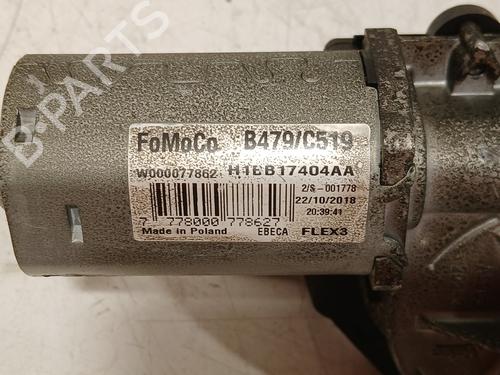 FoMoCo B479/C519
W000077862 H1BB17404AA
2/S-001778
22/10/2018
20:39:41
7 778000 778627
Made in Poland EBECA FLEX3
B-PARTS